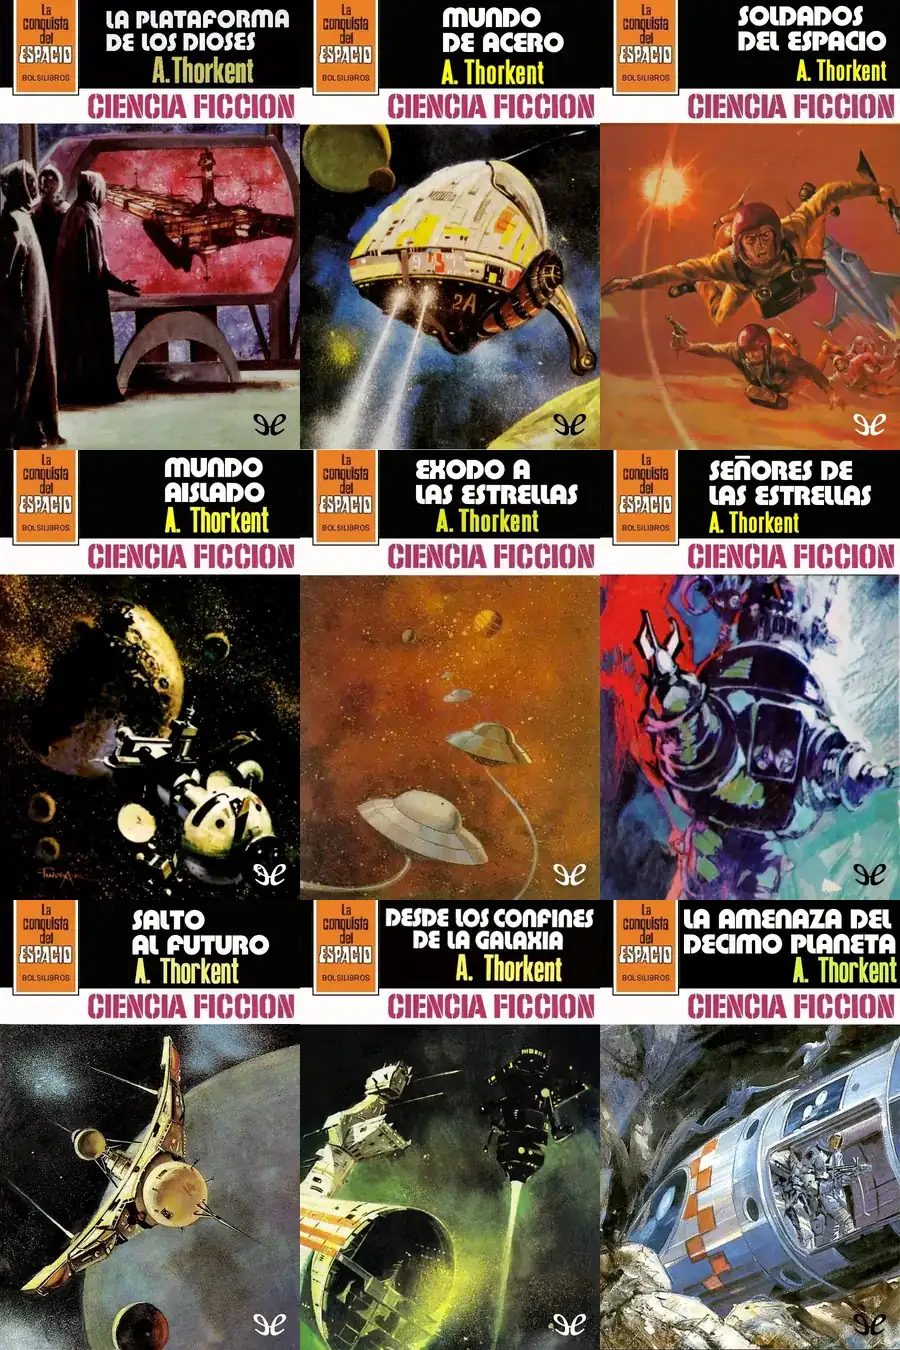 La
conquista
del
ESPACIO
BOLSILIBROS
LA PLATAFORMA
DE LOS DIOSES
A. Thorkent
CIENCIA FICCION
La
conquista
del
ESPACIO
BOLSILIBROS
MUNDO
DE ACERO
A. Thorkent
CIENCIA FICCION
9 57
2A
La
conquista
del
ESPACIO
BOLSILIBROS
SOLDADOS
DEL ESPACIO
A. Thorkent
CIENCIA FICCION
La
conquista
del
ESPACIO
BOLSILIBROS
MUNDO
AISLADO
A. Thorkent
CIENCIA FICCION
La
conquista
del
ESPACIO
BOLSILIBROS
EXODO A
LAS ESTRELLAS
A. Thorkent
CIENCIA FICCION
La
conquista
del
ESPACIO
BOLSILIBROS
SEÑORES DE
LAS ESTRELLAS
A. Thorkent
CIENCIA FICCION
La
conquista
del
ESPACIO
BOLSILIBROS
SALTO
AL FUTURO
A. Thorkent
CIENCIA FICCION
14
La
conquista
del
ESPACIO
BOLSILIBROS
DESDE LOS CONFINES
DE LA GALAXIA
A. Thorkent
CIENCIA FICCION
La
conquista
del
ESPACIO
BOLSILIBROS
LA AMENAZA DEL
DECIMO PLANETA
A. Thorkent
CIENCIA FICCION